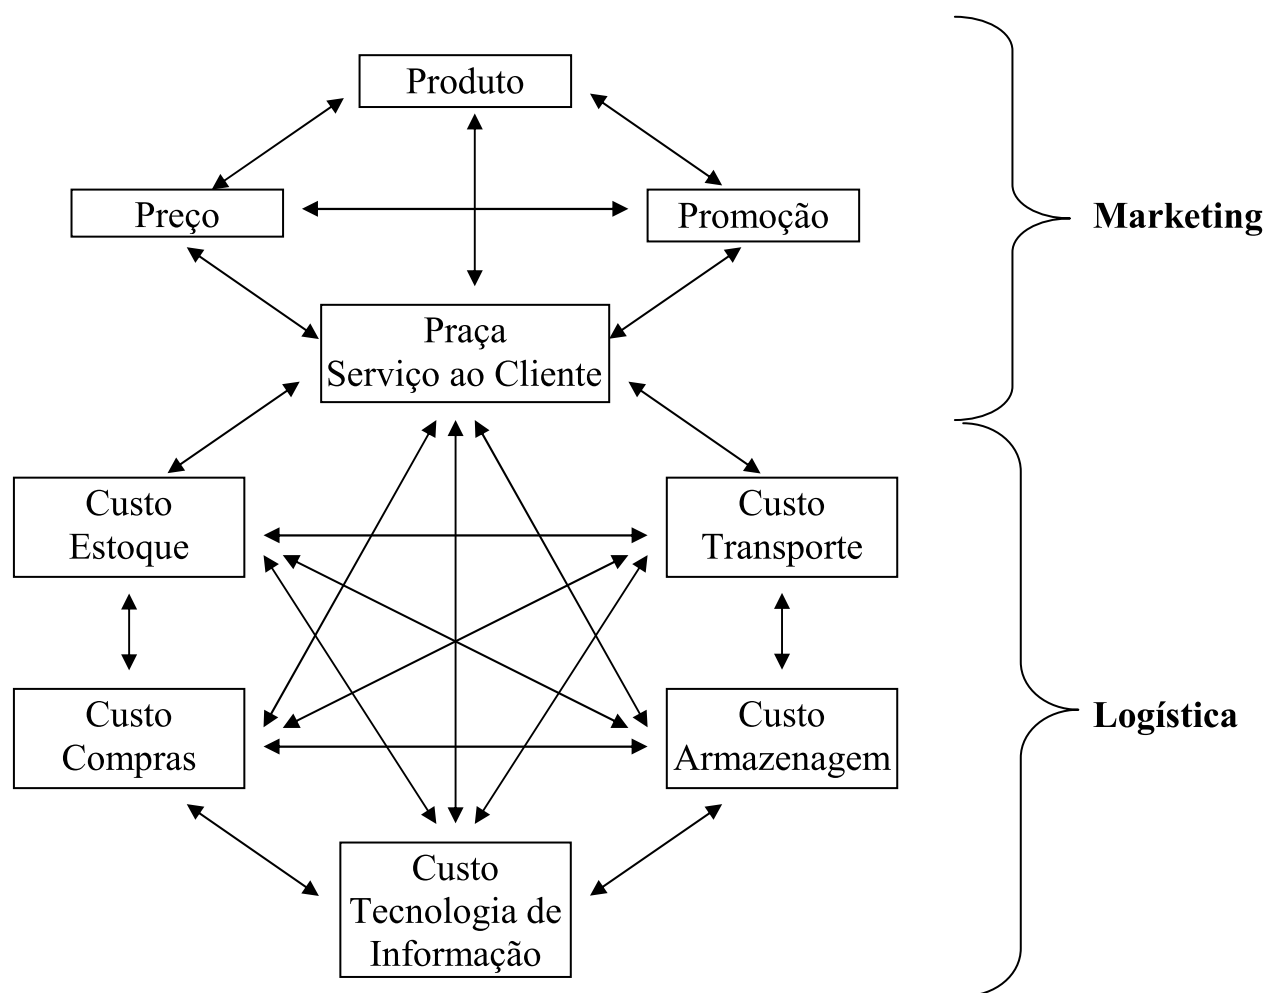 Produto
Preço
Promoção
Marketing
Praça
Serviço ao Cliente
Custo
Estoque
Custo
Transporte
Custo
Compras
Custo
Armazenagem
Logística
Custo
Tecnologia de
Informação